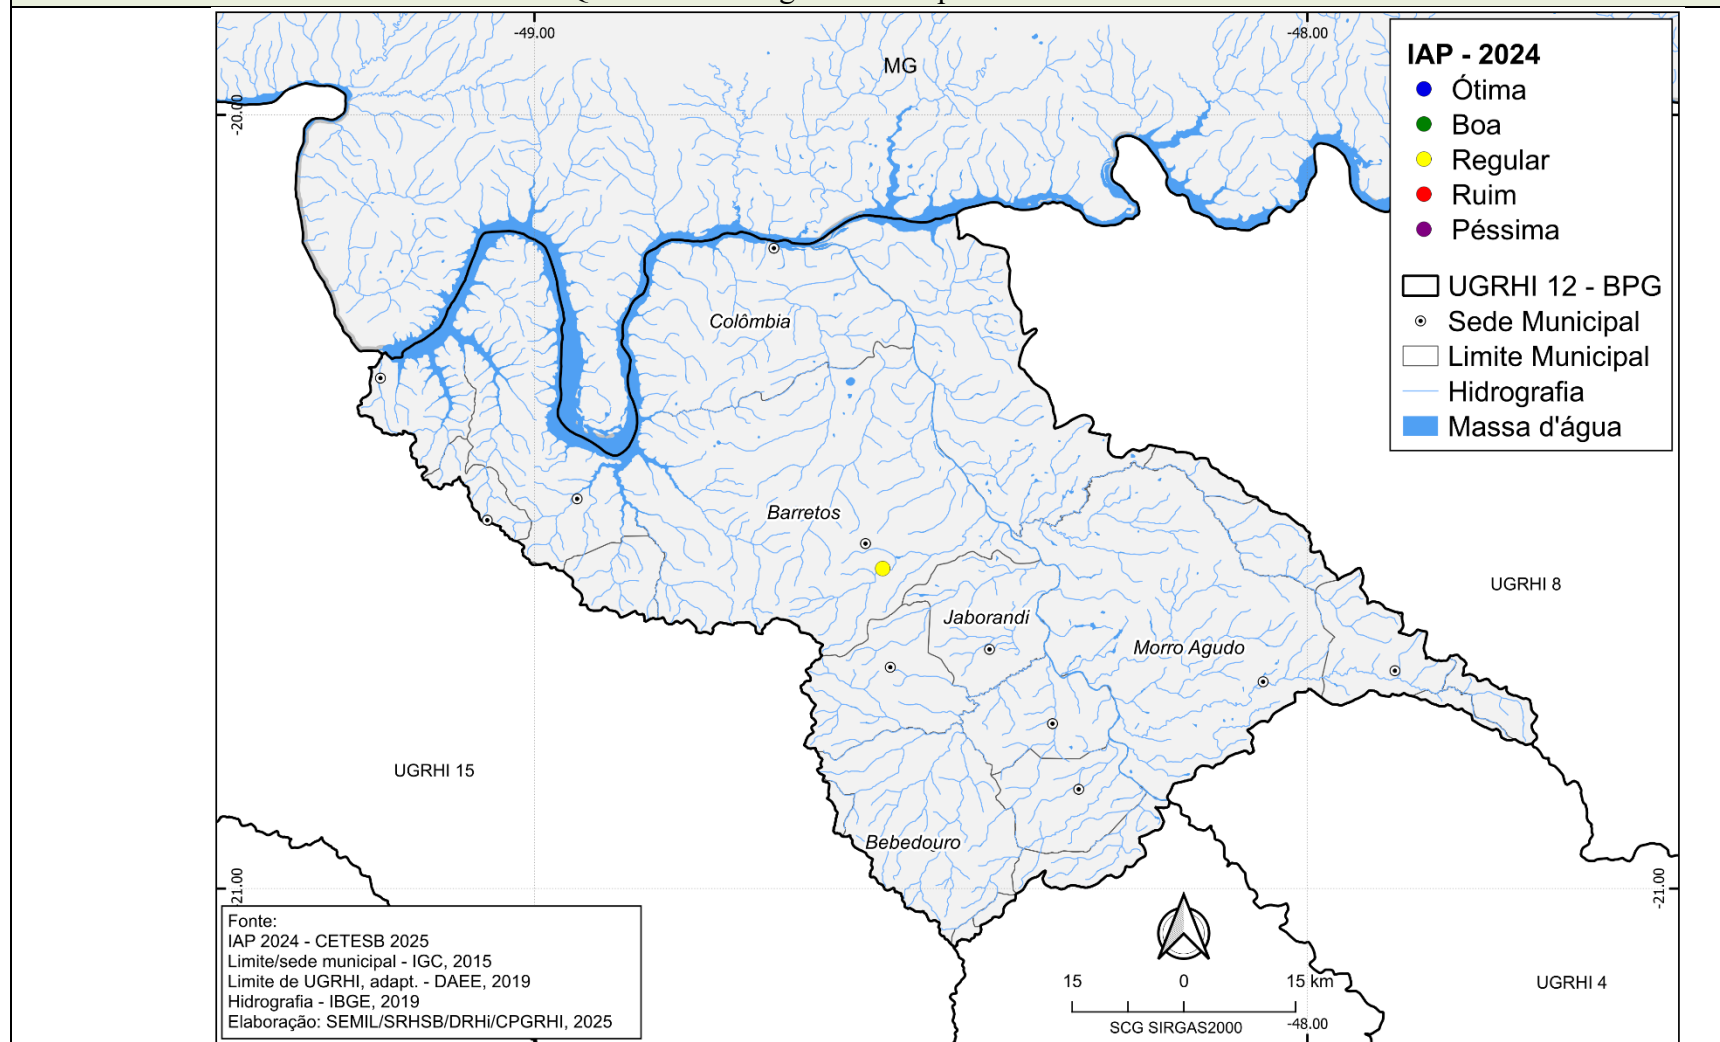 -49.00
-48.00
MG
-20.00
IAP - 2024
Ótima
Boa
Regular
Ruim
Péssima
UGRHI 12 - BPG
Sede Municipal
Limite Municipal
Hidrografia
Massa d'água
Colômbia
Barretos
UGRHI 8
Jaborandi
Morro Agudo
UGRHI 15
Bebedouro
-21.00
Fonte:
IAP 2024 - CETESB 2025
Limite/sede municipal - IGC, 2015
Limite de UGRHI, adapt. - DAEE, 2019
Hidrografia - IBGE, 2019
Elaboração: SEMIL/SRHSB/DRHi/CPGRHI, 2025
15 0 15 km
SCG SIRGAS2000
-48.00
UGRHI 4